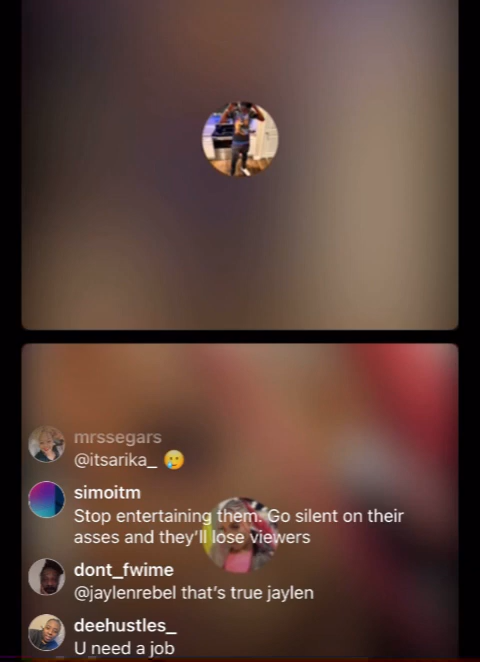 mrssegars
@itsarika_ 🥲
simoitm
Stop entertaining them. Go silent on their
asses and they'll lose viewers
dont_fwime
@jaylenrebel that's true jaylen
deehustles_
U need a job